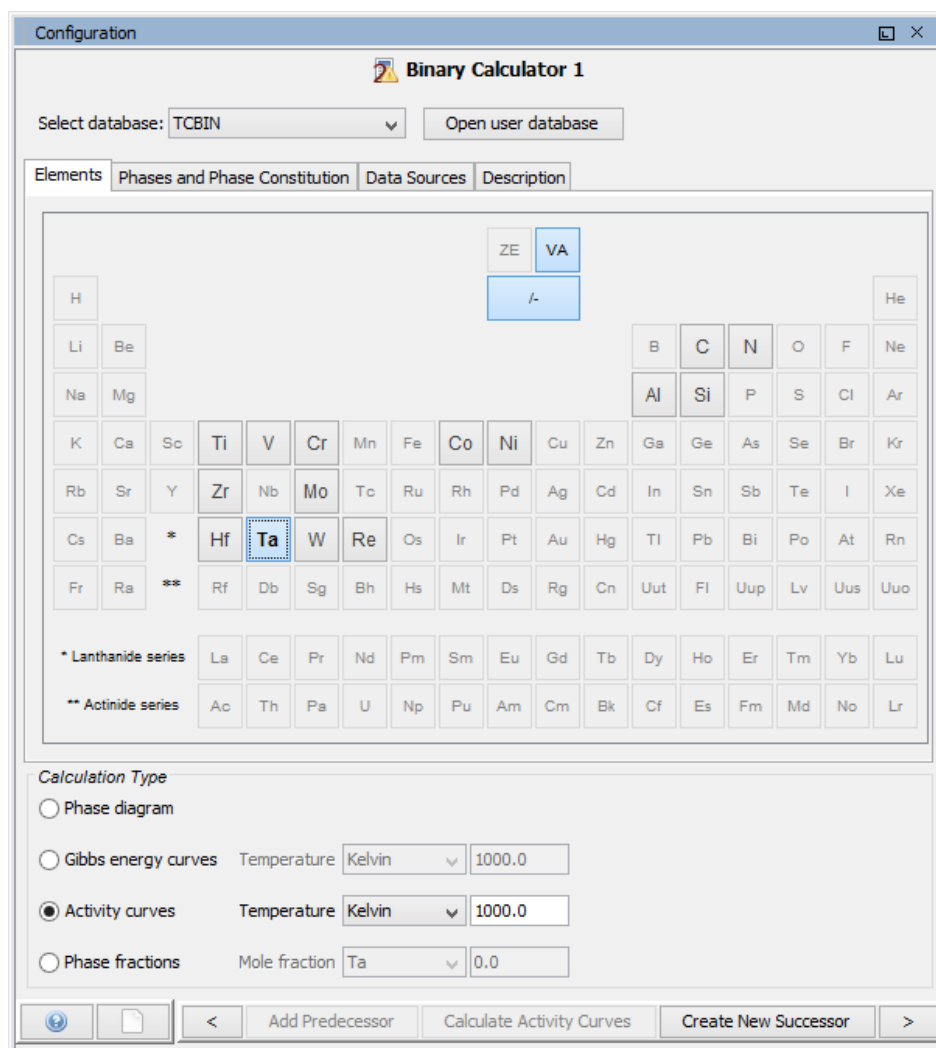 Configuration
Binary Calculator 1
Select database: TCBIN Open user database
Elements Phases and Phase Constitution Data Sources Description
ZE VA
H /- He
Li Be B C N O F Ne
Na Mg Al Si P S Cl Ar
K Ca Sc Ti V Cr Mn Fe Co Ni Cu Zn Ga Ge As Se Br Kr
Rb Sr Y Zr Nb Mo Tc Ru Rh Pd Ag Cd In Sn Sb Te I Xe
Cs Ba * Hf Ta W Re Os Ir Pt Au Hg Tl Pb Bi Po At Rn
Fr Ra ** Rf Db Sg Bh Hs Mt Ds Rg Cn Uut Fl Uup Lv Uus Uuo
* Lanthanide series La Ce Pr Nd Pm Sm Eu Gd Tb Dy Ho Er Tm Yb Lu
** Actinide series Ac Th Pa U Np Pu Am Cm Bk Cf Es Fm Md No Lr
Calculation Type
Phase diagram
Gibbs energy curves Temperature Kelvin 1000.0
Activity curves Temperature Kelvin 1000.0
Phase fractions Mole fraction Ta 0.0
< Add Predecessor Calculate Activity Curves Create New Successor >